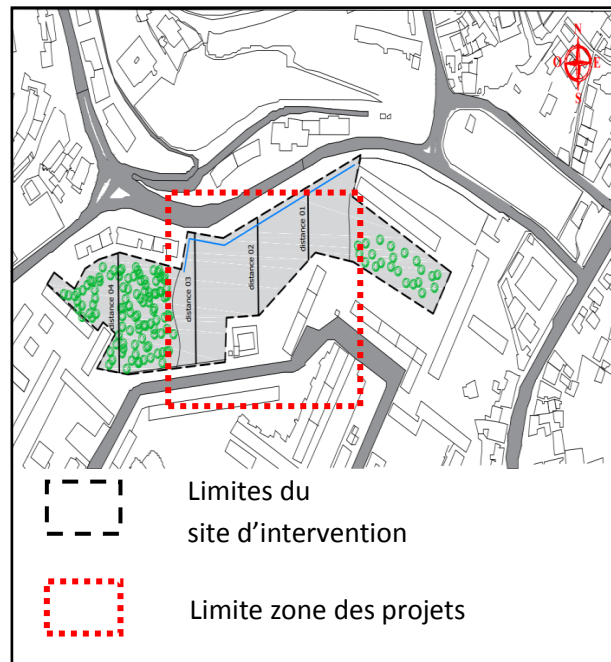 N
O E
S
distance 01
distance 02
distance 03
distance 04
Limites du
site d’intervention
Limite zone des projets